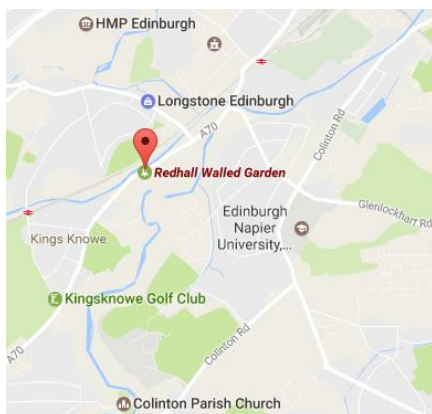 HMP Edinburgh
Longstone Edinburgh
A70
Colinton Rd
Redhall Walled Garden
Glenlockhart Rd
Edinburgh
Napier
University,...
Kings Knowe
Kingsknowe Golf Club
A70
Colinton Rd
Colinton Parish Church